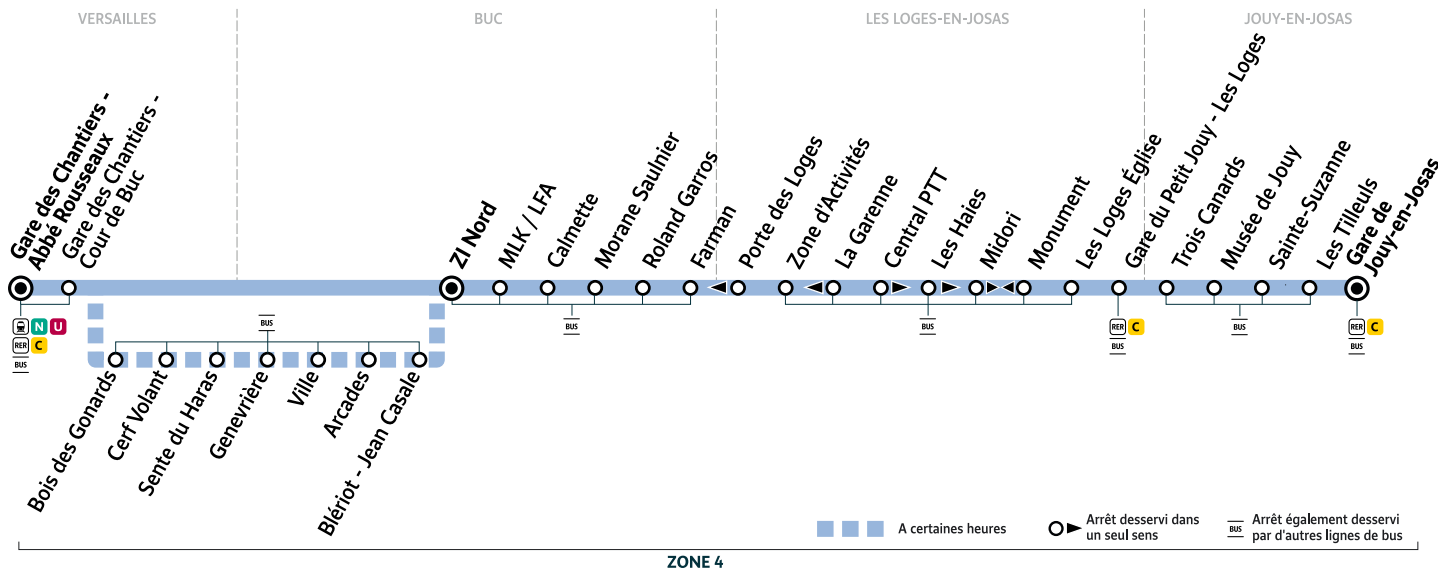 VERSAILLES
BUC
LES LOGES-EN-JOSAS
JOUY-EN-JOSAS
Gare des Chantiers -
Abbé Rousseaux
Gare des Chantiers -
Cour de Buc
ZI Nord
MLK / LFA
Calmette
Morane Saulnier
Roland Garros
Farman
Porte des Loges
Zone d'Activités
La Garenne
Central PTT
Les Haies
Midori
Monument
Les Loges Église
Gare du Petit Jouy - Les Loges
Trois Canards
Musée de Jouy
Sainte-Suzanne
Les Tilleuls
Gare de
Jouy-en-Josas
N U
RER C
BUS
BUS
BUS
BUS
RER C
BUS
BUS
RER C
BUS
Bois des Gonards
Cerf Volant
Sente du Haras
Genevrière
Ville
Arcades
Blériot - Jean Casale
A certaines heures
Arrêt desservi dans
un seul sens
BUS
Arrêt également desservi
par d'autres lignes de bus
ZONE 4